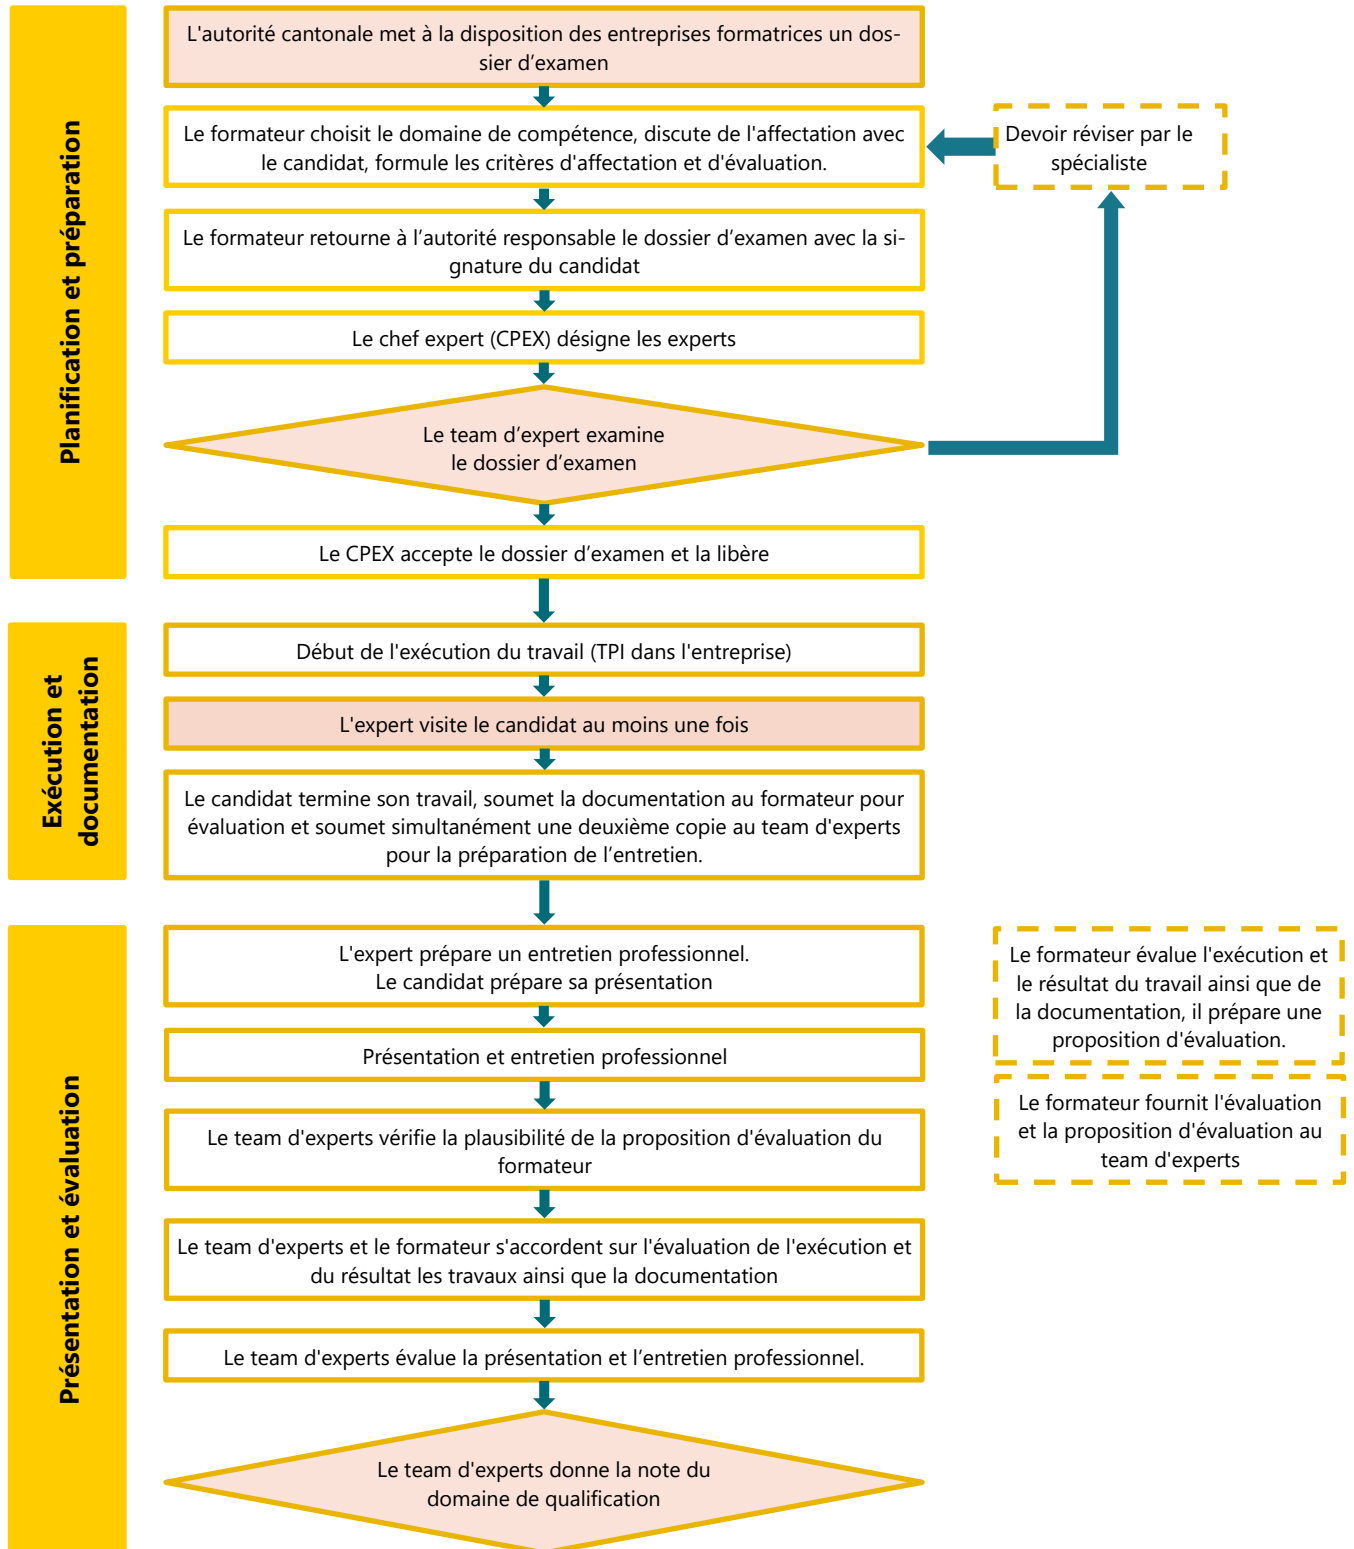 Planification et préparation
L'autorité cantonale met à la disposition des entreprises formatrices un dos-
sier d’examen
Le formateur choisit le domaine de compétence, discute de l'affectation avec
le candidat, formule les critères d'affectation et d'évaluation.
Devoir réviser par le
spécialiste
Le formateur retourne à l’autorité responsable le dossier d’examen avec la si-
gnature du candidat
Le chef expert (CPEX) désigne les experts
Le team d’expert examine
le dossier d’examen
Le CPEX accepte le dossier d’examen et la libère
Exécution et
documentation
Début de l'exécution du travail (TPI dans l'entreprise)
L'expert visite le candidat au moins une fois
Le candidat termine son travail, soumet la documentation au formateur pour
évaluation et soumet simultanément une deuxième copie au team d'experts
pour la préparation de l’entretien.
Présentation et évaluation
L'expert prépare un entretien professionnel.
Le candidat prépare sa présentation
Le formateur évalue l'exécution et
le résultat du travail ainsi que de
la documentation, il prépare une
proposition d'évaluation.
Présentation et entretien professionnel
Le formateur fournit l'évaluation
et la proposition d'évaluation au
team d'experts
Le team d'experts vérifie la plausibilité de la proposition d'évaluation du
formateur
Le team d'experts et le formateur s'accordent sur l'évaluation de l'exécution et
du résultat les travaux ainsi que la documentation
Le team d'experts évalue la présentation et l’entretien professionnel.
Le team d'experts donne la note du
domaine de qualification